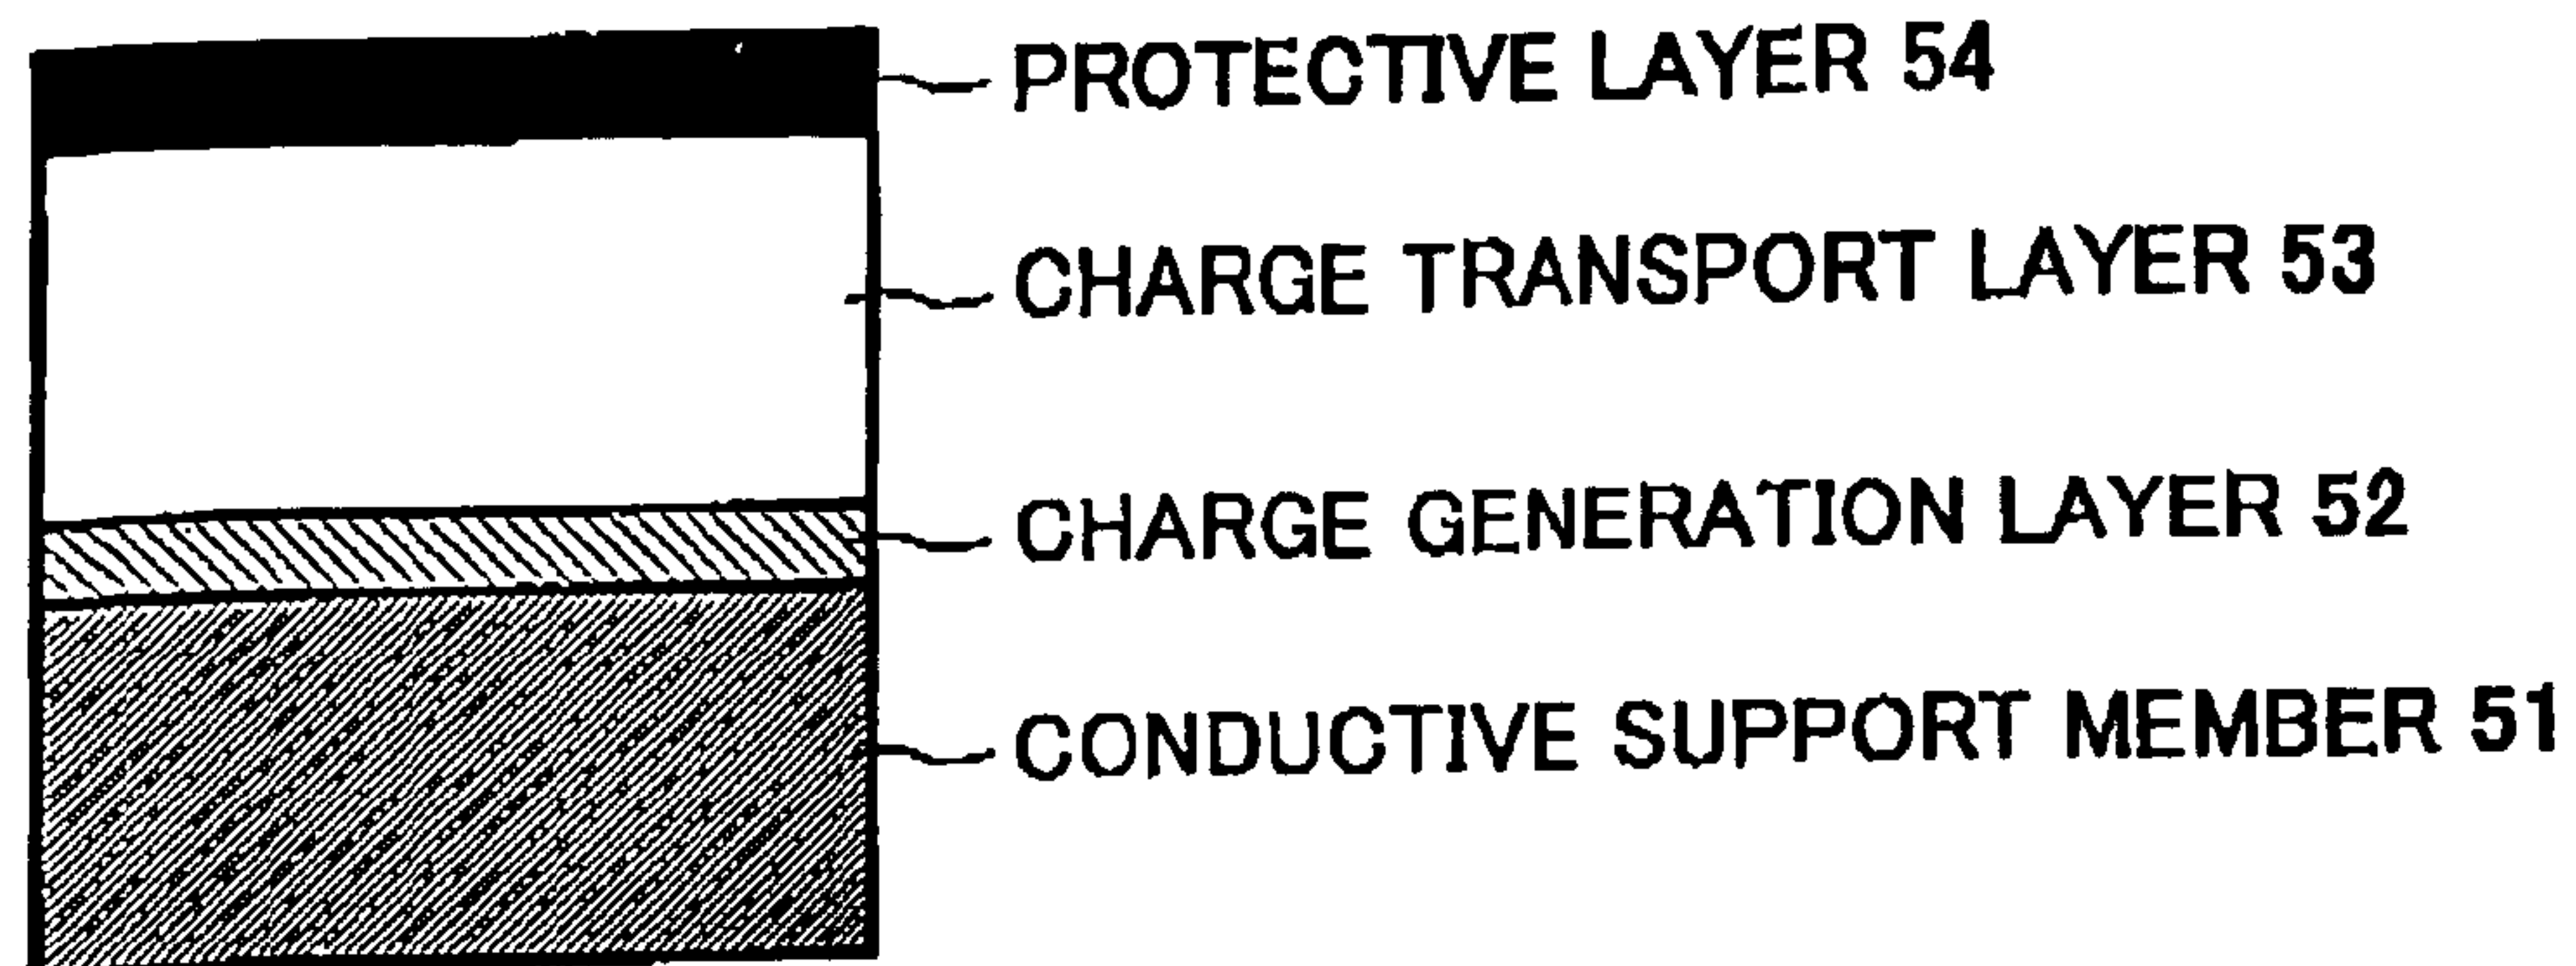 PROTECTIVE LAYER 54
CHARGE TRANSPORT LAYER 53
CHARGE GENERATION LAYER 52
CONDUCTIVE SUPPORT MEMBER 51